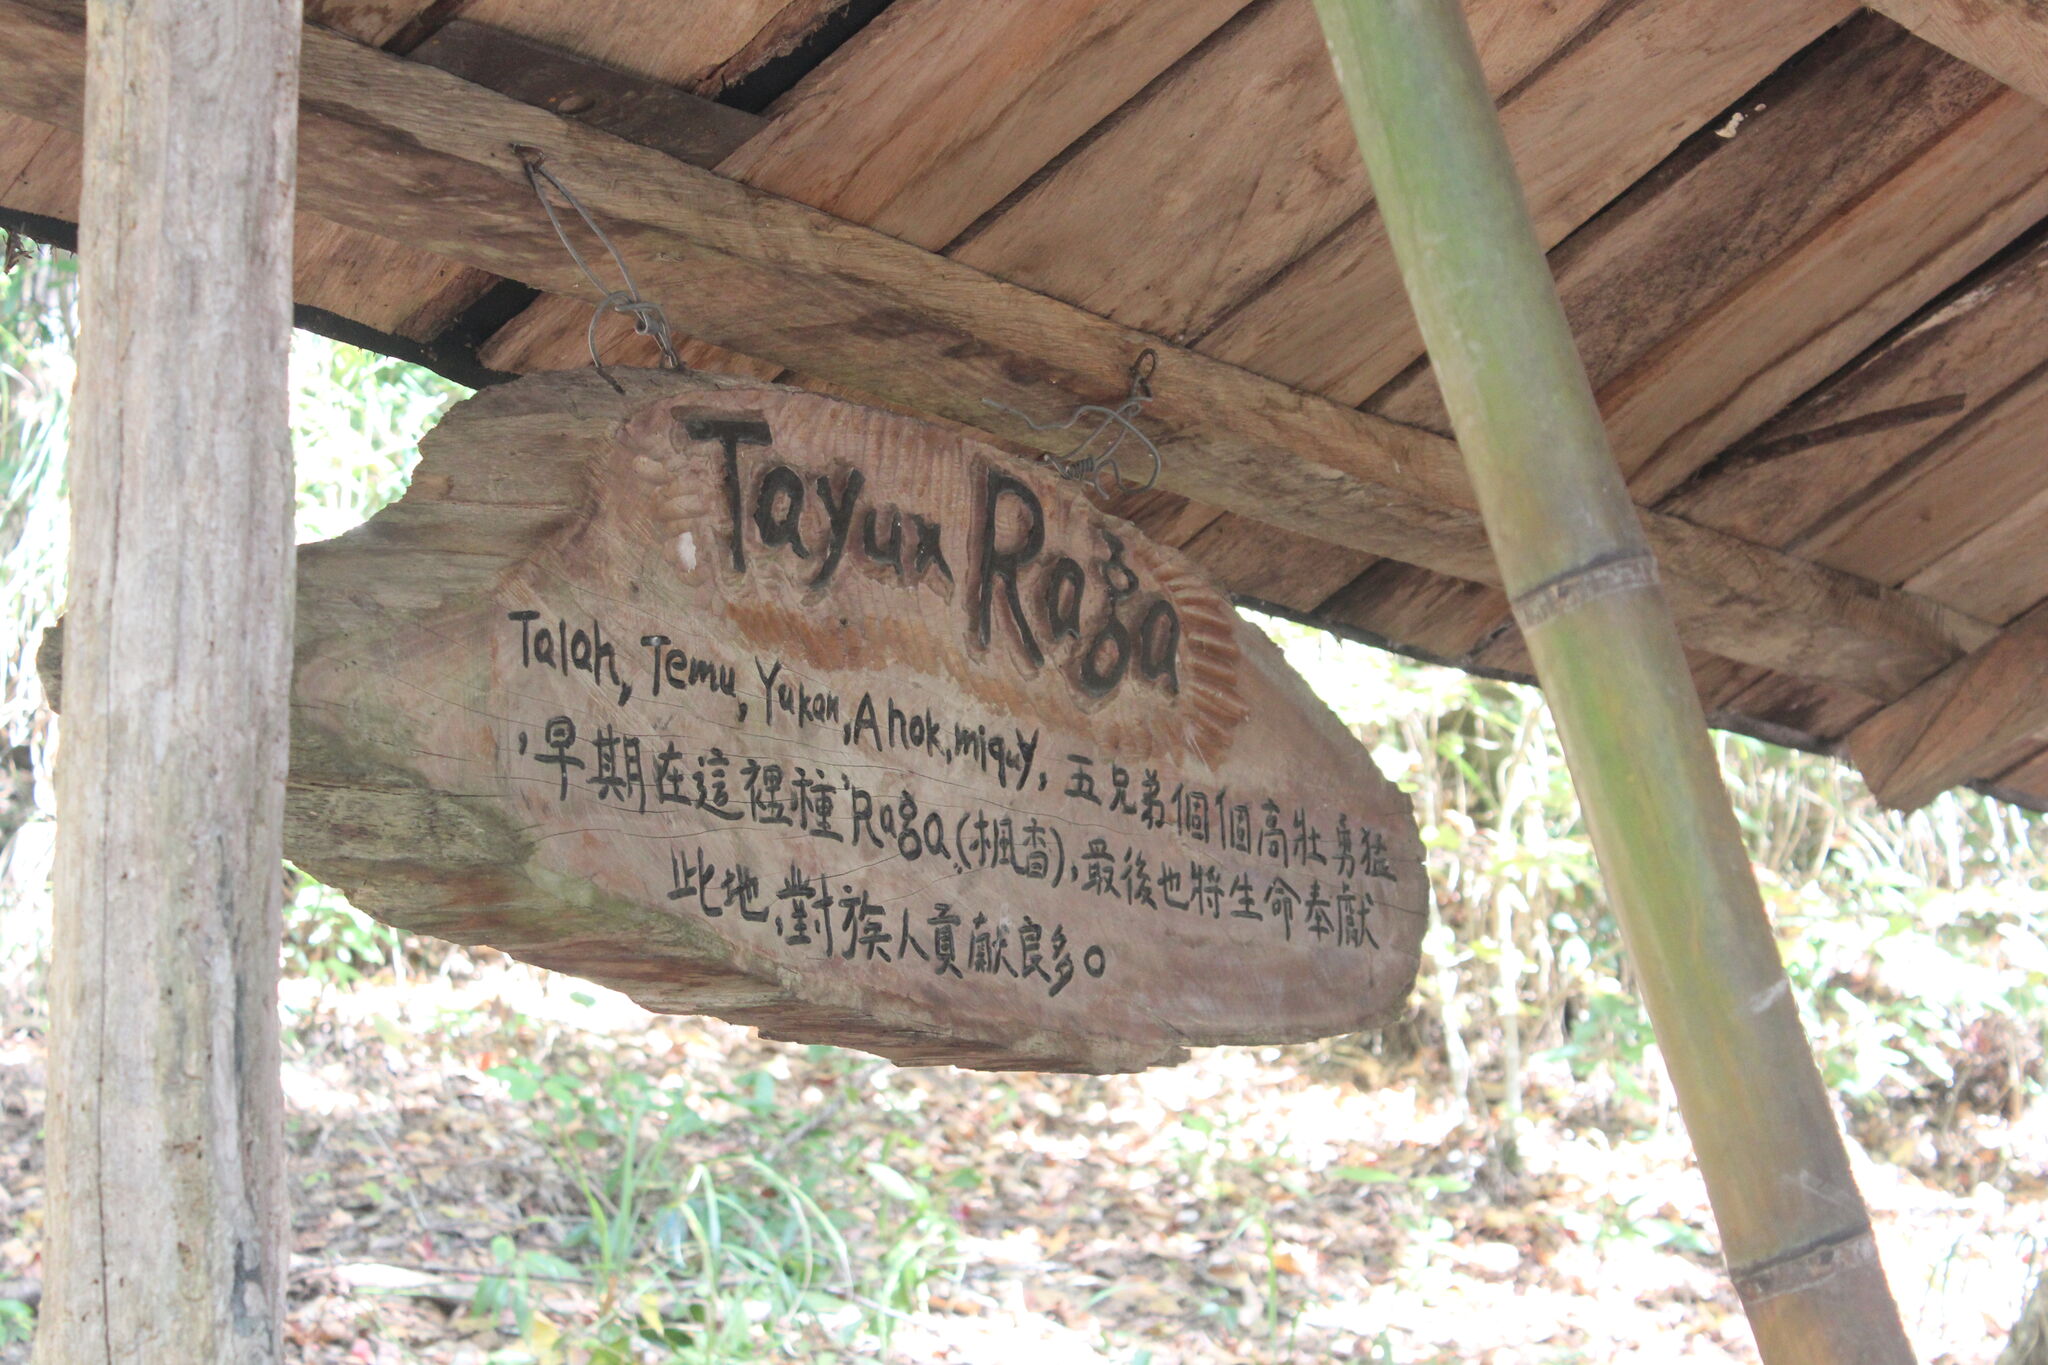 Tayux Raga
Talah, Temu, Yukan, Ahok, miquy, 五兄弟個個高壯勇猛
，早期在這裡種"Raga"(楓香)，最後也將生命奉獻
此地，對族人貢獻良多。